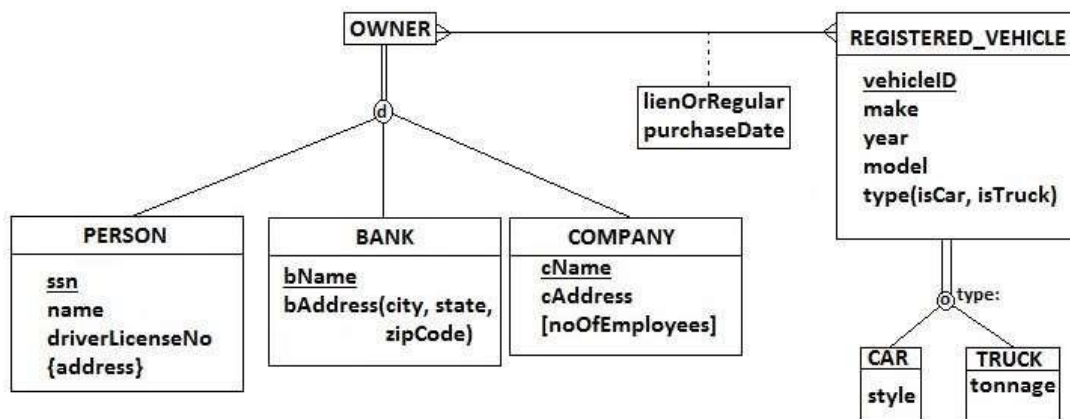 OWNER
REGISTERED_VEHICLE
vehicleID
make
year
model
type(isCar, isTruck)
lienOrRegular
purchaseDate
d
PERSON
ssn
name
driverLicenseNo
{address}
BANK
bName
bAddress(city, state,
zipCode)
COMPANY
cName
cAddress
[noOfEmployees]
o type:
CAR
style
TRUCK
tonnage